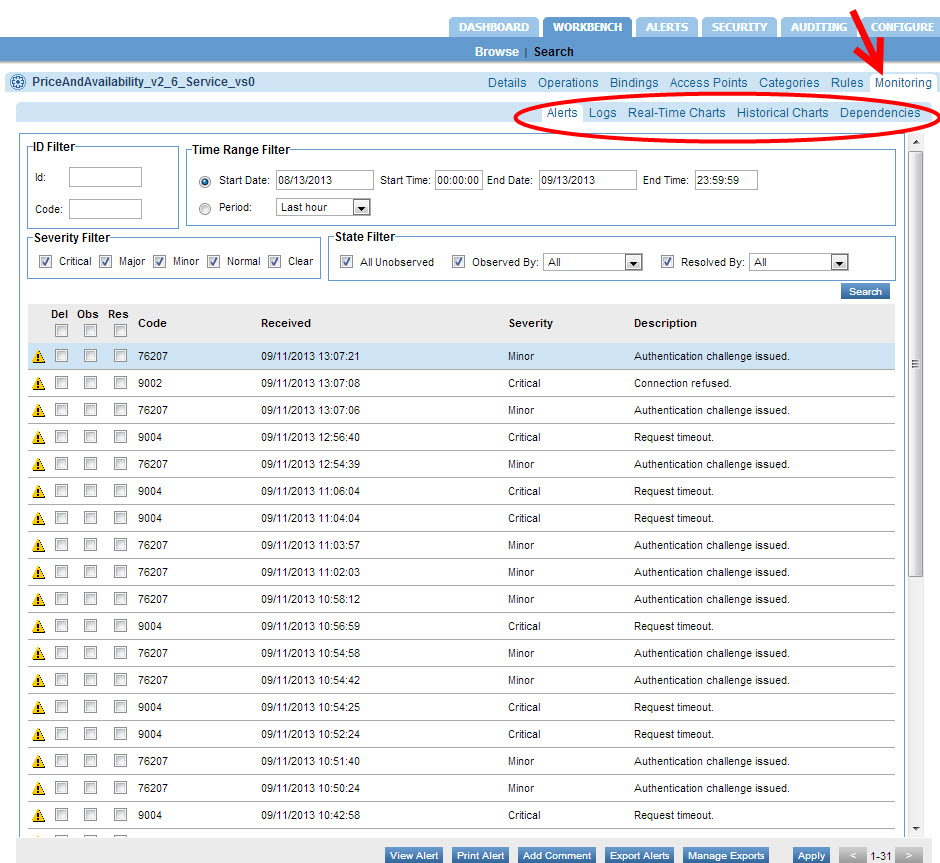 DASHBOARD WORKBENCH ALERTS SECURITY AUDITING CONFIGURE
Browse | Search
PriceAndAvailability_v2_6_Service_vs0 Details Operations Bindings Access Points Categories Rules Monitoring
Alerts Logs Real-Time Charts Historical Charts Dependencies
ID Filter
Id:
Code:
Time Range Filter
Start Date: 08/13/2013 Start Time: 00:00:00 End Date: 09/13/2013 End Time: 23:59:59
Period: Last hour
Severity Filter
Critical Major Minor Normal Clear
State Filter
All Unobserved Observed By: All Resolved By: All
Search
Del Obs Res Code Received Severity Description
76207 09/11/2013 13:07:21 Minor Authentication challenge issued.
9002 09/11/2013 13:07:08 Critical Connection refused.
76207 09/11/2013 13:07:06 Minor Authentication challenge issued.
9004 09/11/2013 12:56:40 Critical Request timeout.
76207 09/11/2013 12:54:39 Minor Authentication challenge issued.
9004 09/11/2013 11:06:04 Critical Request timeout.
9004 09/11/2013 11:04:04 Critical Request timeout.
76207 09/11/2013 11:03:57 Minor Authentication challenge issued.
76207 09/11/2013 11:02:03 Minor Authentication challenge issued.
76207 09/11/2013 10:58:12 Minor Authentication challenge issued.
9004 09/11/2013 10:56:59 Critical Request timeout.
76207 09/11/2013 10:54:58 Minor Authentication challenge issued.
76207 09/11/2013 10:54:42 Minor Authentication challenge issued.
9004 09/11/2013 10:54:25 Critical Request timeout.
9004 09/11/2013 10:52:24 Critical Request timeout.
76207 09/11/2013 10:51:40 Minor Authentication challenge issued.
76207 09/11/2013 10:50:24 Minor Authentication challenge issued.
9004 09/11/2013 10:42:58 Critical Request timeout.
View Alert Print Alert Add Comment Export Alerts Manage Exports Apply < 1-31 >